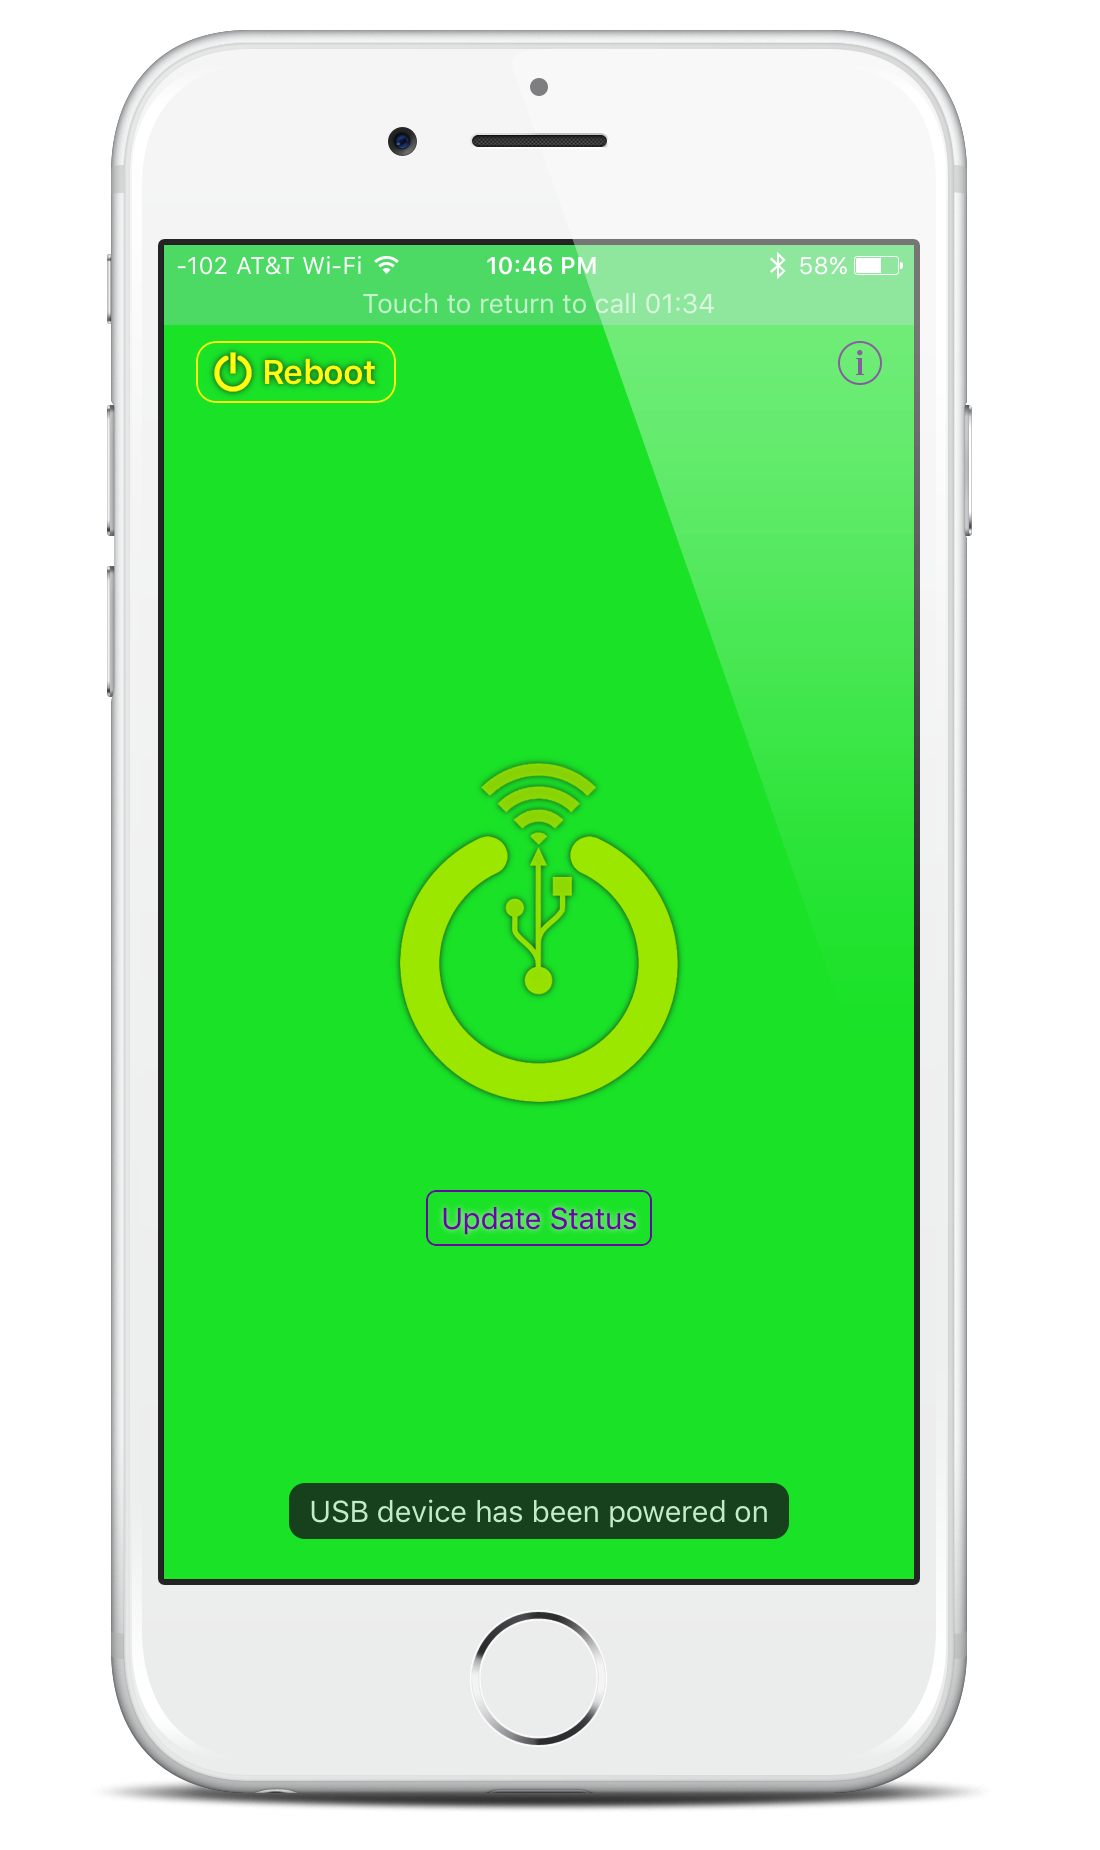 -102 AT&T Wi-Fi 10:46 PM 58%
Touch to return to call 01:34
Reboot
i
Update Status
USB device has been powered on